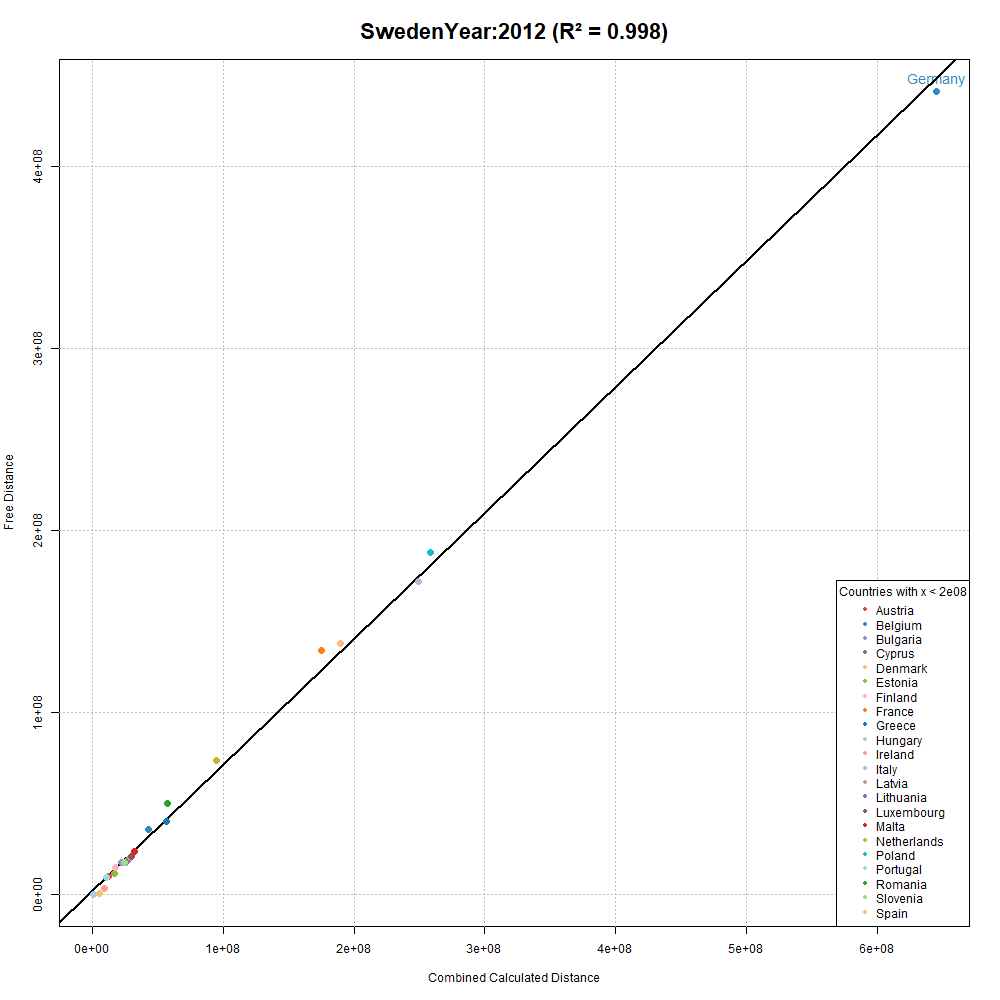 SwedenYear:2012 (R² = 0.998)
Germany
4e+08
3e+08
2e+08
1e+08
0e+00
Free Distance
Countries with x < 2e08
Austria
Belgium
Bulgaria
Cyprus
Denmark
Estonia
Finland
France
Greece
Hungary
Ireland
Italy
Latvia
Lithuania
Luxembourg
Malta
Netherlands
Poland
Portugal
Romania
Slovenia
Spain
0e+00 1e+08 2e+08 3e+08 4e+08 5e+08 6e+08
Combined Calculated Distance